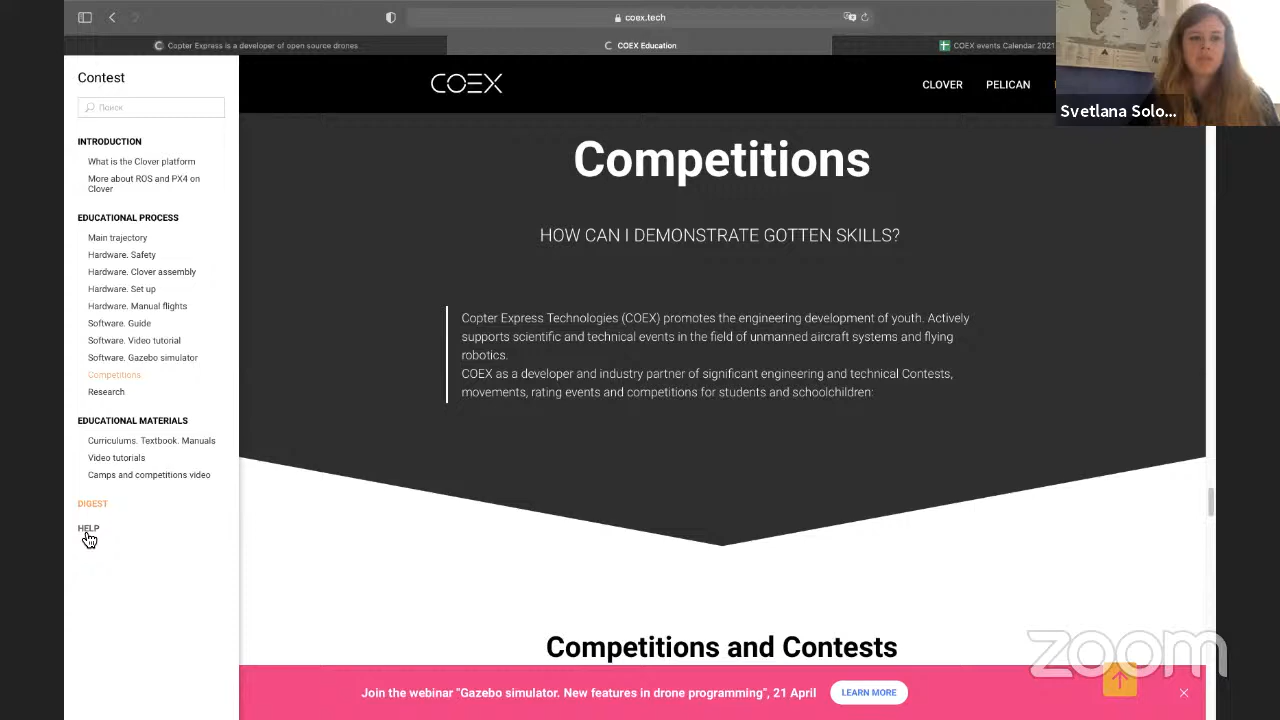 coex.tech
Copter Express is a developer of open source drones...
COEX Education
COEX events Calendar 2021
Svetlana Solo...
Contest
Поиск
INTRODUCTION
What is the Clover platform
More about ROS and PX4 on
Clover
EDUCATIONAL PROCESS
Main trajectory
Hardware. Safety
Hardware. Clover assembly
Hardware. Set up
Hardware. Manual flights
Software. Guide
Software. Video tutorial
Software. Gazebo simulator
Competitions
Research
EDUCATIONAL MATERIALS
Curriculums. Textbook. Manuals
Video tutorials
Camps and competitions video
DIGEST
HELP
COEX
CLOVER PELICAN
Competitions
HOW CAN I DEMONSTRATE GOTTEN SKILLS?
Copter Express Technologies (COEX) promotes the engineering development of youth. Actively
supports scientific and technical events in the field of unmanned aircraft systems and flying
robotics.
COEX as a developer and industry partner of significant engineering and technical Contests,
movements, rating events and competitions for students and schoolchildren:
Competitions and Contests
Join the webinar "Gazebo simulator. New features in drone programming", 21 April
LEARN MORE
zoom